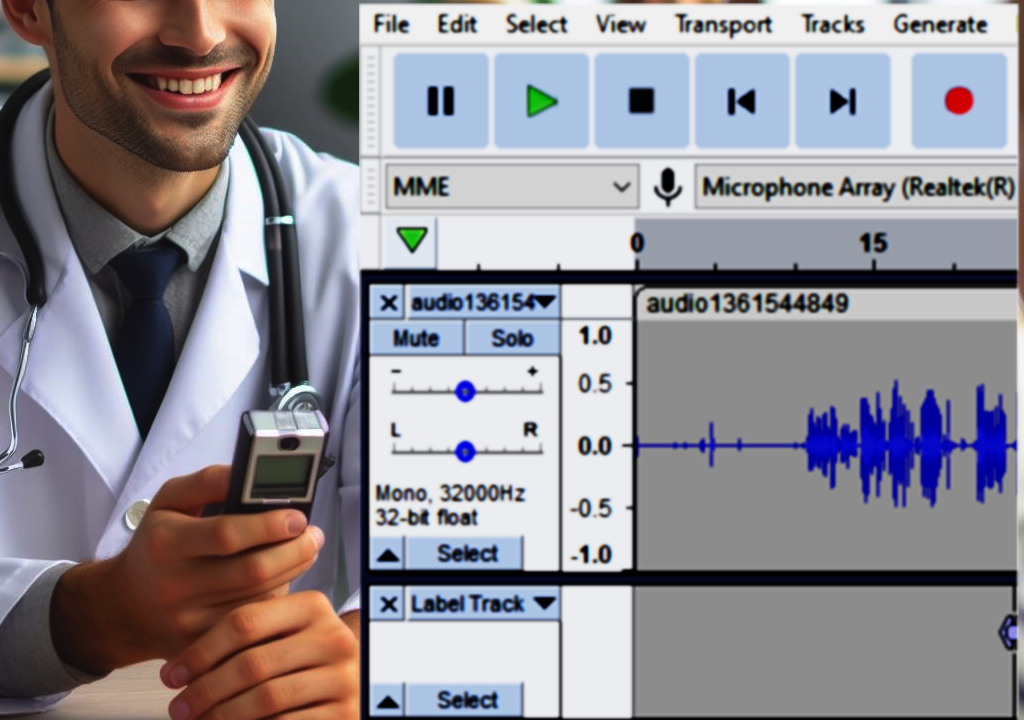 File Edit Select View Transport Tracks Generate
MME Microphone Array (Realtek(R)
0 15
audio136154 audio1361544849
Mute Solo 1.0
- +
0.5
L R 0.0
Mono, 32000Hz
32-bit float -0.5
Select -1.0
Label Track
Select